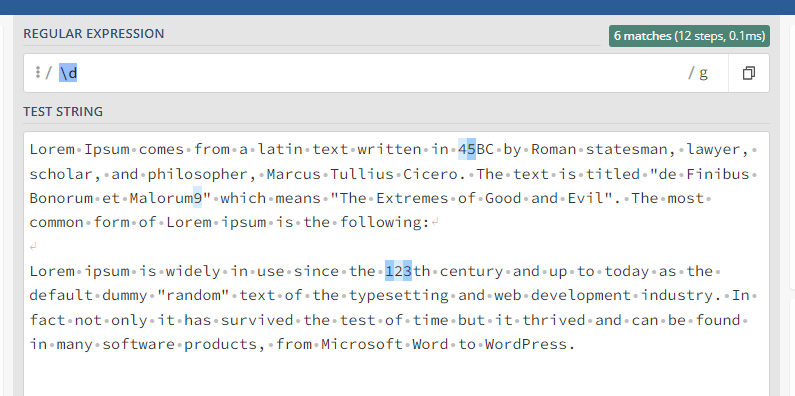 REGULAR EXPRESSION
6 matches (12 steps, 0.1ms)
/ \d / g
TEST STRING
Lorem Ipsum comes from a latin text written in 45BC by Roman statesman, lawyer,
scholar, and philosopher, Marcus Tullius Cicero. The text is titled "de Finibus
Bonorum et Malorum9" which means "The Extremes of Good and Evil". The most
common form of Lorem ipsum is the following:↵
↵
Lorem ipsum is widely in use since the 123th century and up to today as the
default dummy "random" text of the typesetting and web development industry. In
fact not only it has survived the test of time but it thrived and can be found
in many software products, from Microsoft Word to WordPress.